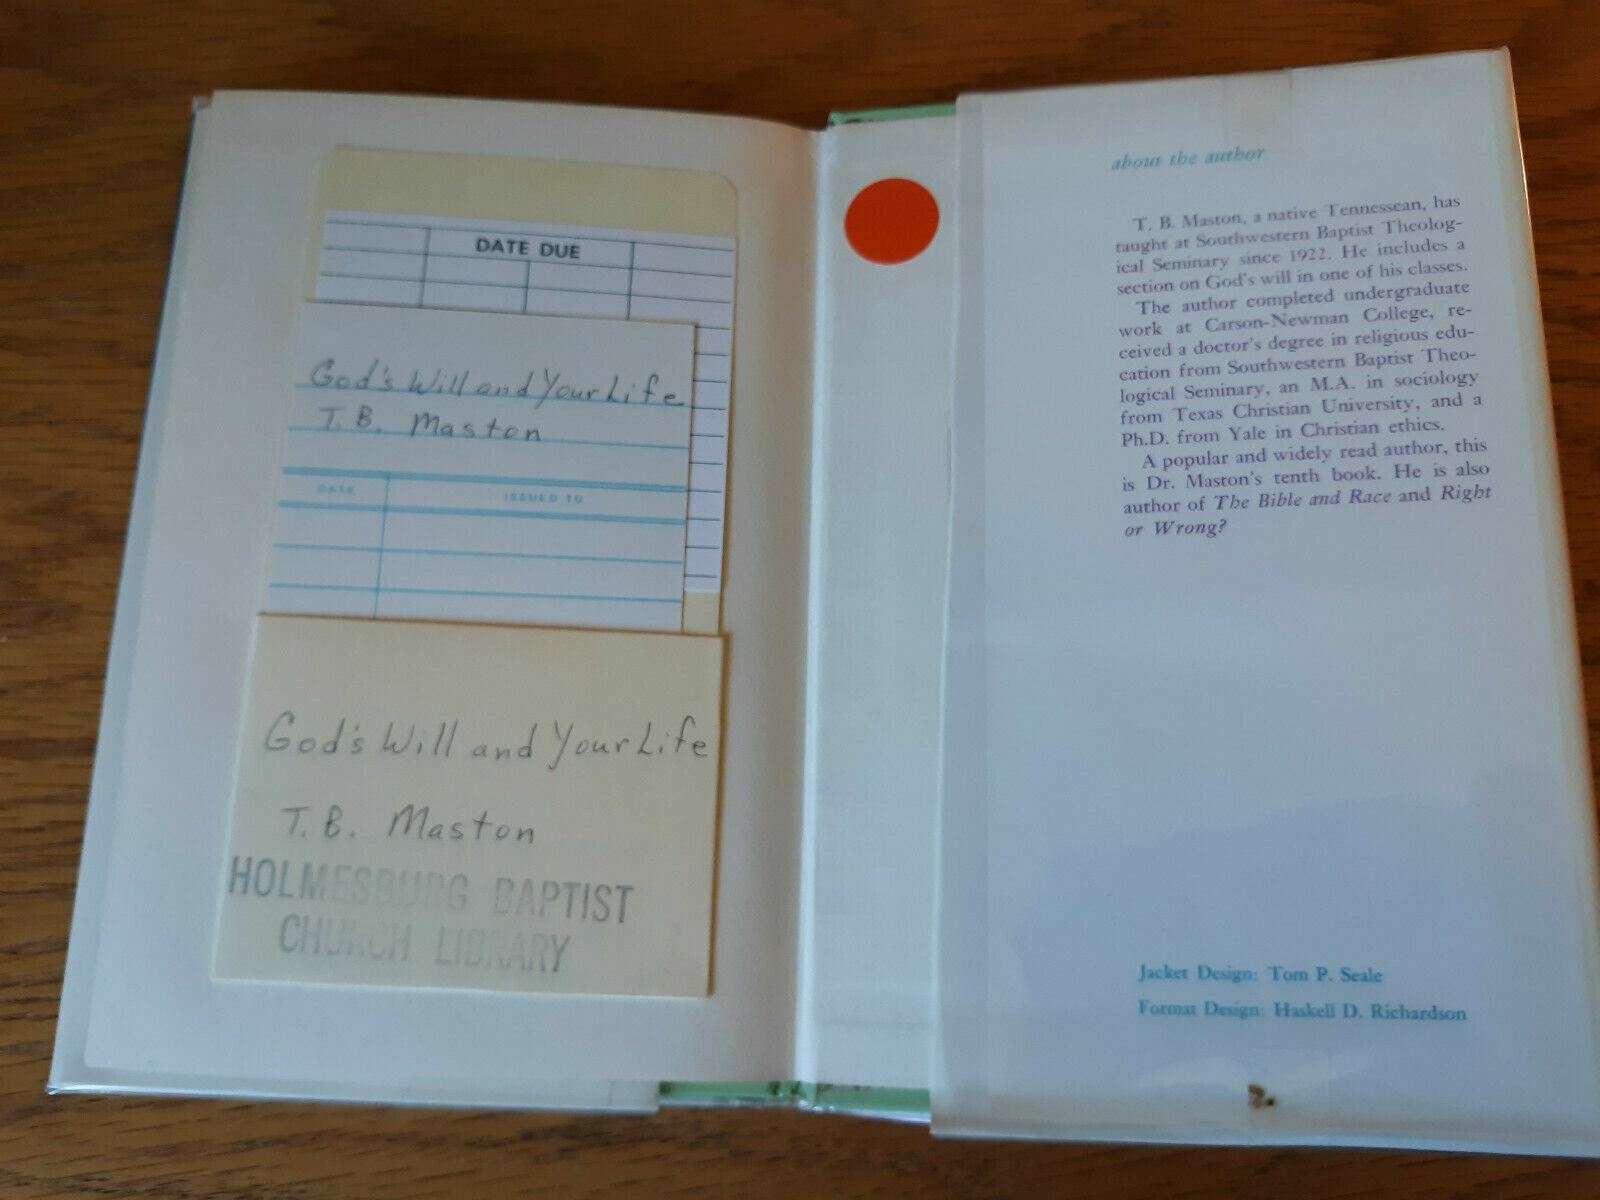 DATE DUE
God's Will and Your Life
T. B. Maston
DATE
ISSUED TO
God's Will and Your Life
T. B. Maston
HOLMESBURG BAPTIST
CHURCH LIBRARY
about the author
T. B. Maston, a native Tennessean, has
taught at Southwestern Baptist Theolog-
ical Seminary since 1922. He includes a
section on God's will in one of his classes.
The author completed undergraduate
work at Carson-Newman College, re-
ceived a doctor's degree in religious edu-
cation from Southwestern Baptist Theo-
logical Seminary, an M.A. in sociology
from Texas Christian University, and a
Ph.D. from Yale in Christian ethics.
A popular and widely read author, this
is Dr. Maston's tenth book. He is also
author of The Bible and Race and Right
or Wrong?
Jacket Design: Tom P. Seale
Format Design: Haskell D. Richardson